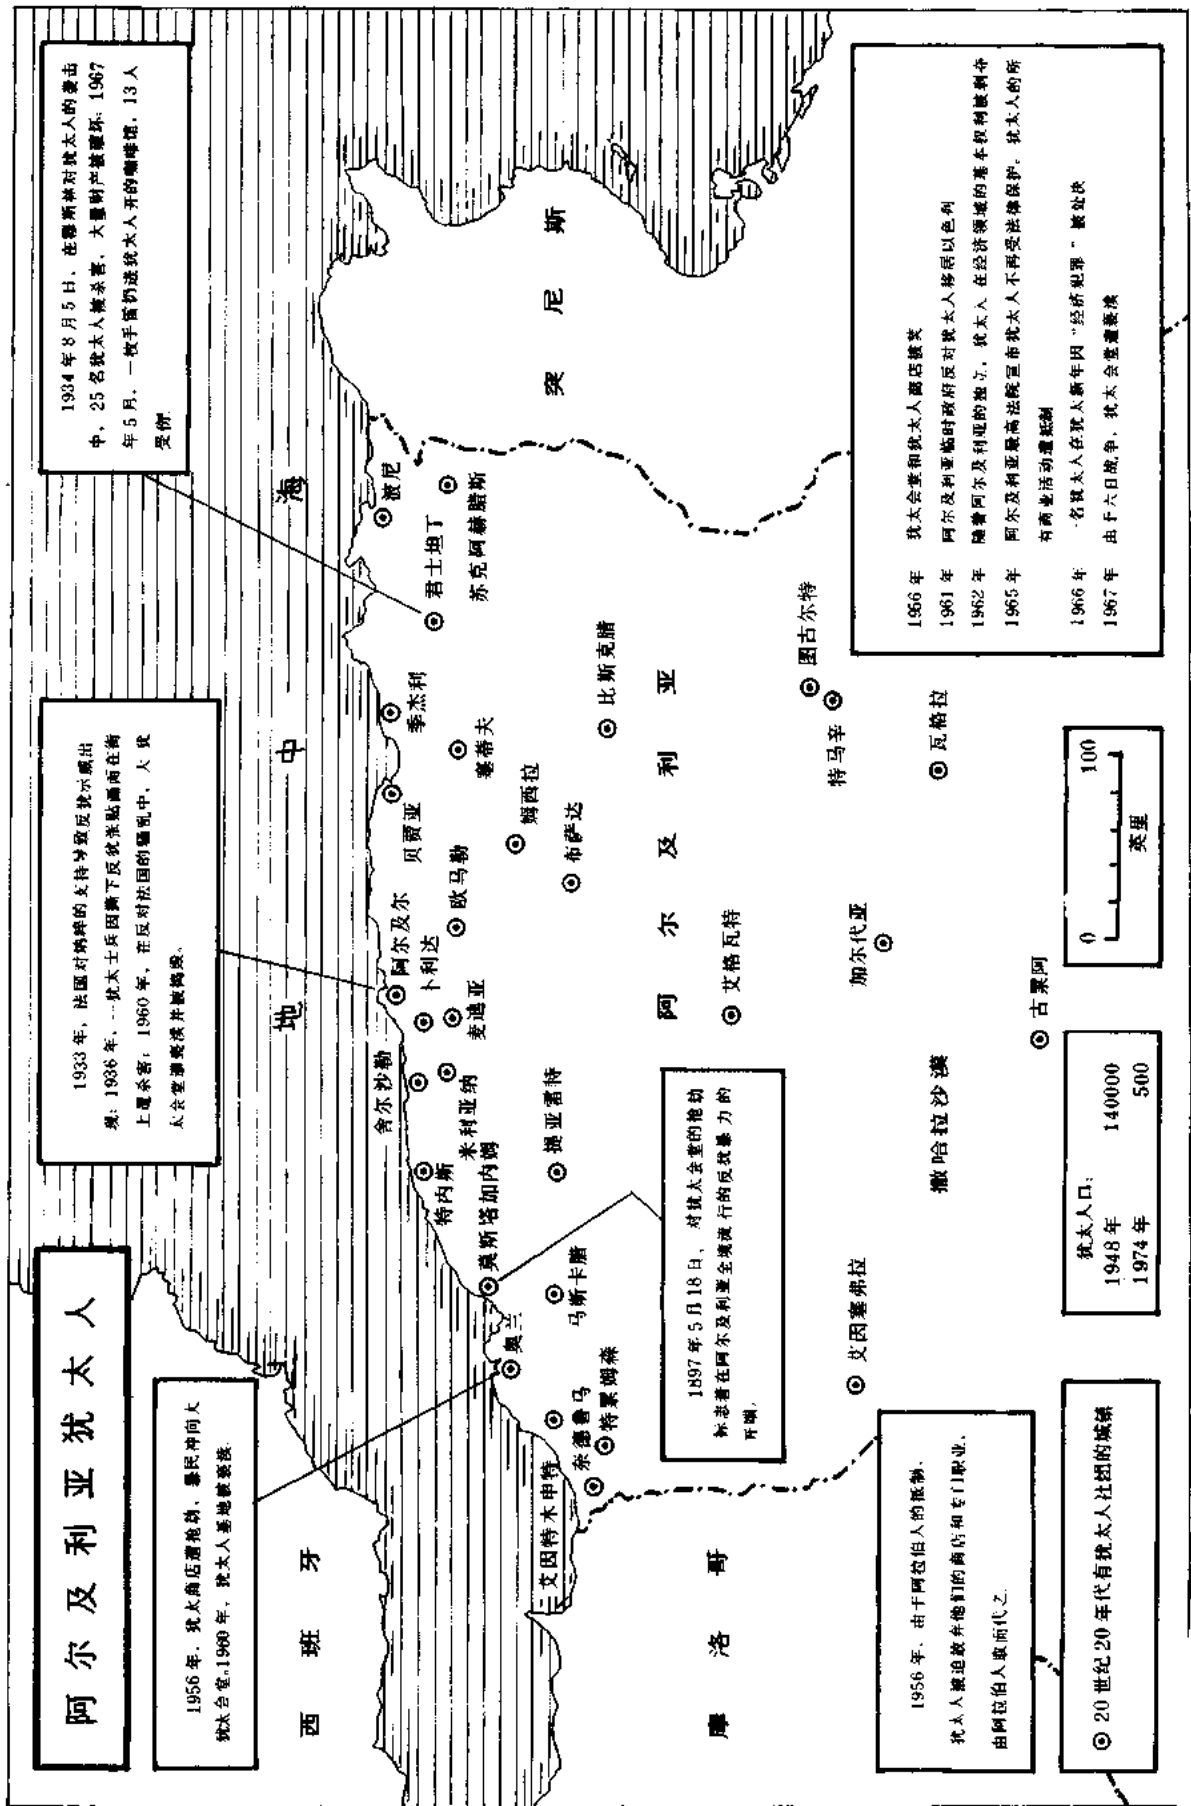 阿尔及利亚犹太人
1956年，犹太商店遭抢劫，暴民冲向犬
犹太会堂。1960年，犹太人墓地被亵渎
1933年，法国对纳粹的支持导致反犹示威出
现；1936年，一犹太士兵因撕下反犹张贴画而在街
上遭杀害；1960年，在反对法国的骚乱中，大犹
太会堂遭亵渎并被捣毁。
1934年8月5日，在穆斯林对犹太人的袭击
中，25名犹太人被杀害，大量财产被破坏；1967
年5月，一枚手雷扔进犹太人开的咖啡馆，13人
受伤。
地中海
西班牙
摩洛哥
阿尔及利亚
突尼斯
彼尼
君士坦丁
苏克阿赫腊斯
季杰利
塞蒂夫
贝贾亚
姆西拉
布萨达
比斯克腊
欧马勒
阿尔及尔
卜利达
麦迪亚
舍尔沙勒
米利亚纳
特内斯
莫斯塔加内姆
提亚雷特
马斯卡腊
奥兰
奈德鲁马
特累姆森
艾因特木申特
艾格瓦特
图古尔特
特马辛
瓦格拉
加尔代亚
古累阿
撒哈拉沙漠
艾因塞弗拉
1897年5月18日，对犹太会堂的抢劫
标志着在阿尔及利亚全境流行的反犹暴力的
开端。
1956年，由于阿拉伯人的抵制，
犹太人被迫放弃他们的商店和专门职业，
由阿拉伯人取而代之
⊙20世纪20年代有犹太人社团的城镇
犹太人口：
1948年 140000
1974年 500
0 100
英里
1956年 犹太会堂和犹太人商店被焚
1961年 阿尔及利亚临时政府反对犹太人移居以色列
1962年 随着阿尔及利亚的独立，犹太人在经济领域的基本权利被剥夺
1965年 阿尔及利亚最高法院宣布犹太人不再受法律保护。犹太人的所
有商业活动遭抵制
1966年 一名犹太人在犹太新年因“经济犯罪”被处决
1967年 由于六日战争，犹太会堂遭亵渎